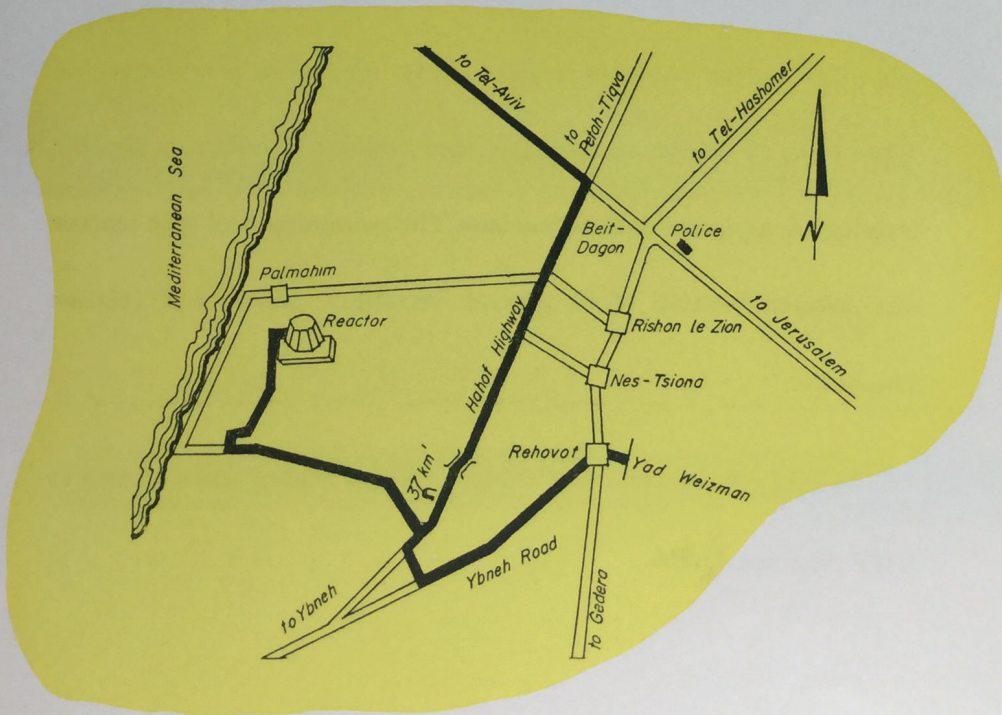 to Tel-Aviv
to
Petah-Tiqva
to Tel-Hashomer
Mediterranean Sea
Beit-
Dagon
Police
N
Palmahim
to Jerusalem
Reactor
Rishon le Zion
Hahof Highway
Nes-Tsiona
Rehovot
Yad Weizman
37 km'
Ybneh Road
to Ybneh
to Gadera